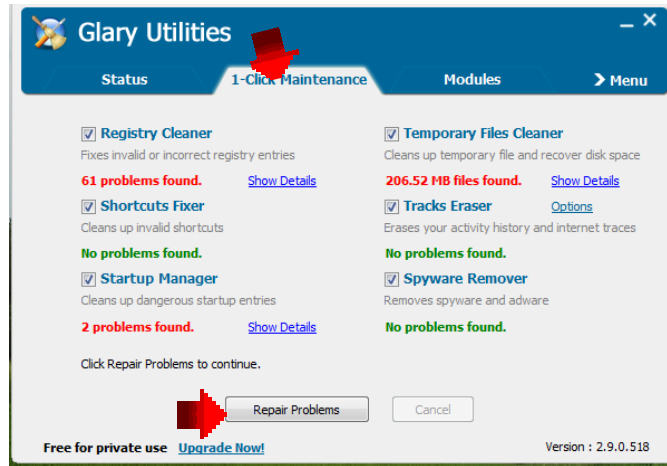 Glary Utilities
Status 1-Click Maintenance Modules Menu
Registry Cleaner Temporary Files Cleaner
Fixes invalid or incorrect registry entries Cleans up temporary file and recover disk space
61 problems found. Show Details 206.52 MB files found. Show Details
Shortcuts Fixer Tracks Eraser Options
Cleans up invalid shortcuts Erases your activity history and internet traces
No problems found. No problems found.
Startup Manager Spyware Remover
Cleans up dangerous startup entries Removes spyware and adware
2 problems found. Show Details No problems found.
Click Repair Problems to continue.
Repair Problems Cancel
Free for private use Upgrade Now! Version : 2.9.0.518